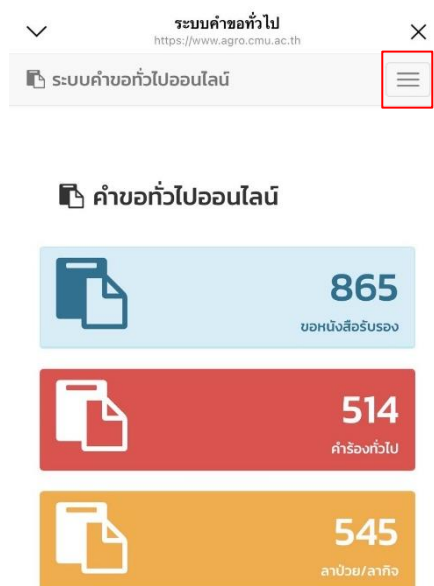 ระบบคำขอทั่วไป
https://www.agro.cmu.ac.th
ระบบคำขอทั่วไปออนไลน์
คำขอทั่วไปออนไลน์
865
ขอหนังสือรับรอง
514
คำร้องทั่วไป
545
ลาป่วย/ลากิจ